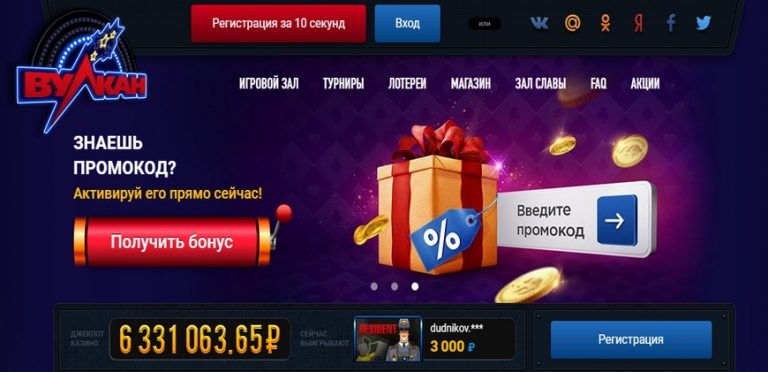 Регистрация за 10 секунд
Вход
или
ВУЛКАН
ИГРОВОЙ ЗАЛ
ТУРНИРЫ
ЛОТЕРЕИ
МАГАЗИН
ЗАЛ СЛАВЫ
FAQ
АКЦИИ
ЗНАЕШЬ
ПРОМОКОД?
Активируй его прямо сейчас!
Получить бонус
%
Введите
промокод
ДЖЕКПОТ
КАЗИНО
6 331 063,65₽
СЕЙЧАС
ВЫИГРЫВАЮТ
RESIDENT
dudnikov.***
3 000 ₽
Регистрация